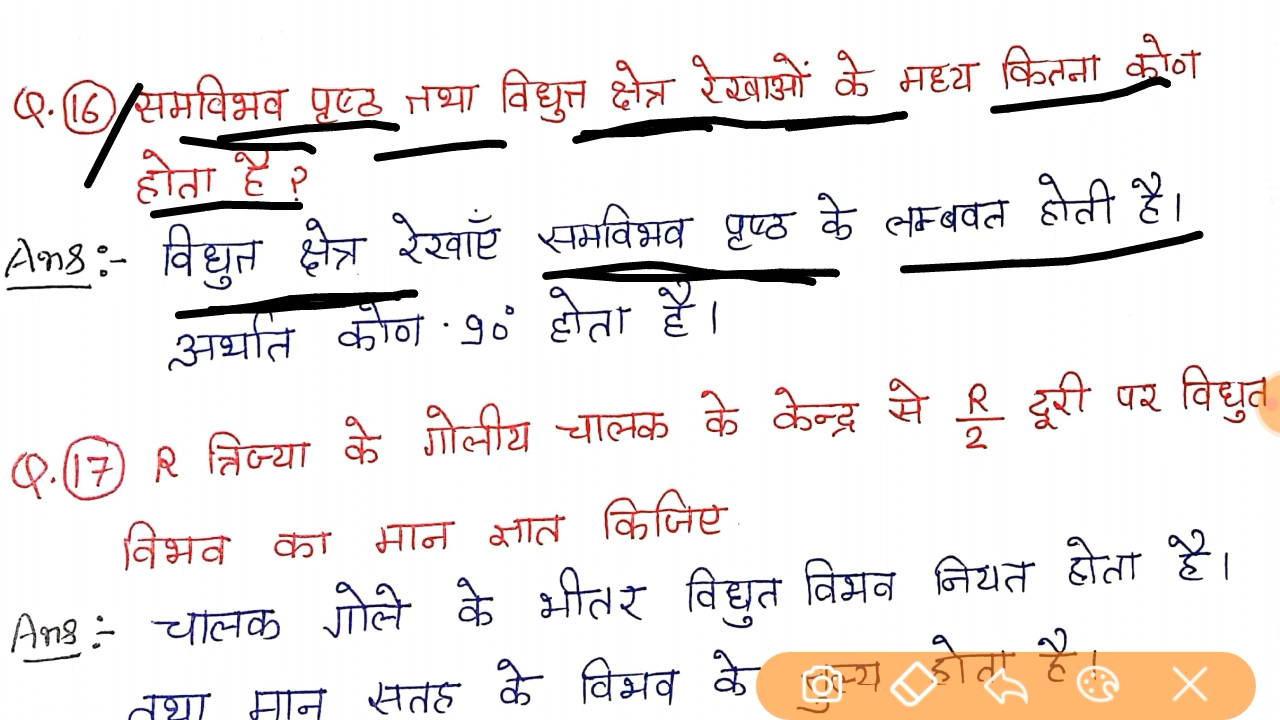 Q. 16 समविभव पृष्ठ तथा विद्युत क्षेत्र रेखाओं के मध्य कितना कोण
होता है ?
Ans :- विद्युत क्षेत्र रेखाएँ समविभव पृष्ठ के लम्बवत होती है।
अर्थात कोण 90° होता है।
Q. 17 R त्रिज्या के गोलीय चालक के केन्द्र से R/2 दूरी पर विद्युत
विभव का मान ज्ञात किजिए
Ans :- चालक गोले के भीतर विद्युत विभव नियत होता है।
तथा मान सतह के विभव के तुल्य होता है।